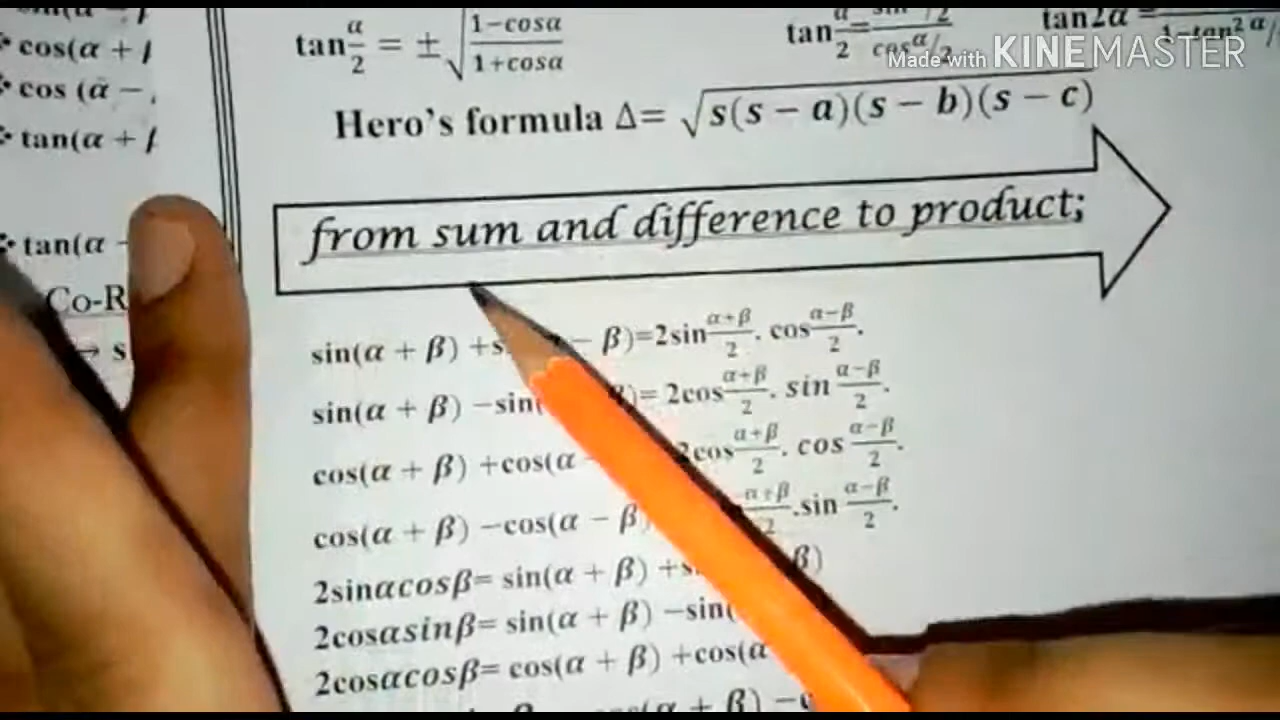 cos(α +
cos (α −
tan(α +
tan(α
Co-R
tan α/2 = ± √(1−cosα / 1+cosα)
tan α/2 =
tan2α =
Made with KINEMASTER
Hero's formula Δ= √s(s − a)(s − b)(s − c)
from sum and difference to product;
sin(α + β) + − β)=2sin α+β/2 . cos α−β/2.
sin(α + β) −sin( )= 2cos α+β/2 . sin α−β/2.
cos(α + β) +cos(α 2cos α+β/2 . cos α−β/2.
cos(α + β) −cos(α − β α+β/2 .sin α−β/2.
2sinαcosβ= sin(α + β) + β)
2cosαsinβ= sin(α + β) −sin(
2cosαcosβ= cos(α + β) +cos(α
(α + β) −